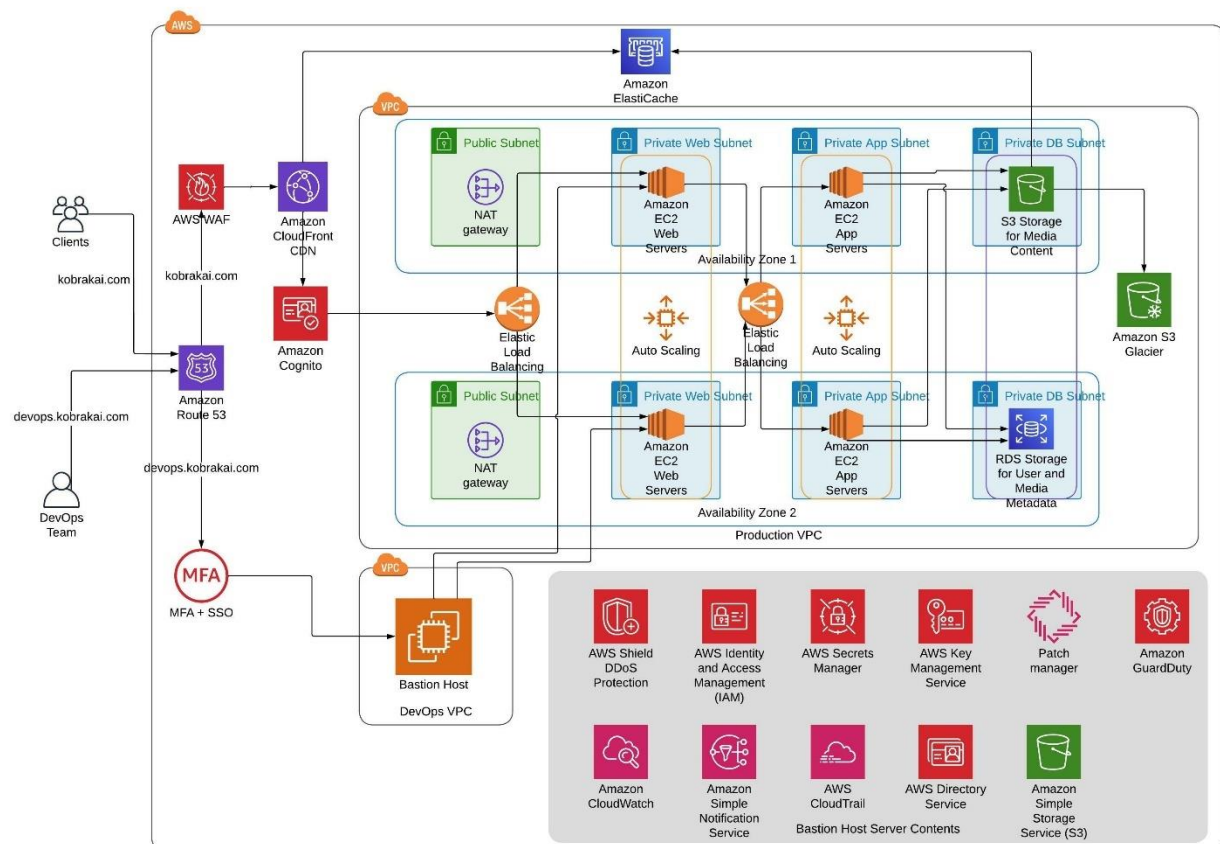 AWS
Amazon
ElastiCache
VPC
Public Subnet
Private Web Subnet
Private App Subnet
Private DB Subnet
NAT
gateway
Amazon
EC2
Web
Servers
Amazon
EC2
App
Servers
S3 Storage
for Media
Content
Availability Zone 1
Clients
kobrakai.com
AWS WAF
kobrakai.com
Amazon
CloudFront
CDN
Amazon
Cognito
Elastic
Load
Balancing
Auto Scaling
Elastic
Load
Balancing
Auto Scaling
Amazon S3
Glacier
53
Amazon
Route 53
devops.kobrakai.com
devops.kobrakai.com
DevOps
Team
Public Subnet
Private Web Subnet
Private App Subnet
Private DB Subnet
NAT
gateway
Amazon
EC2
Web
Servers
Amazon
EC2
App
Servers
RDS Storage
for User and
Media
Metadata
Availability Zone 2
Production VPC
MFA
MFA + SSO
VPC
Bastion Host
DevOps VPC
AWS Shield
DDoS
Protection
AWS Identity
and Access
Management
(IAM)
AWS Secrets
Manager
AWS Key
Management
Service
Patch
manager
Amazon
GuardDuty
Amazon
CloudWatch
Amazon
Simple
Notification
Service
AWS
CloudTrail
AWS Directory
Service
Amazon
Simple
Storage
Service (S3)
Bastion Host Server Contents